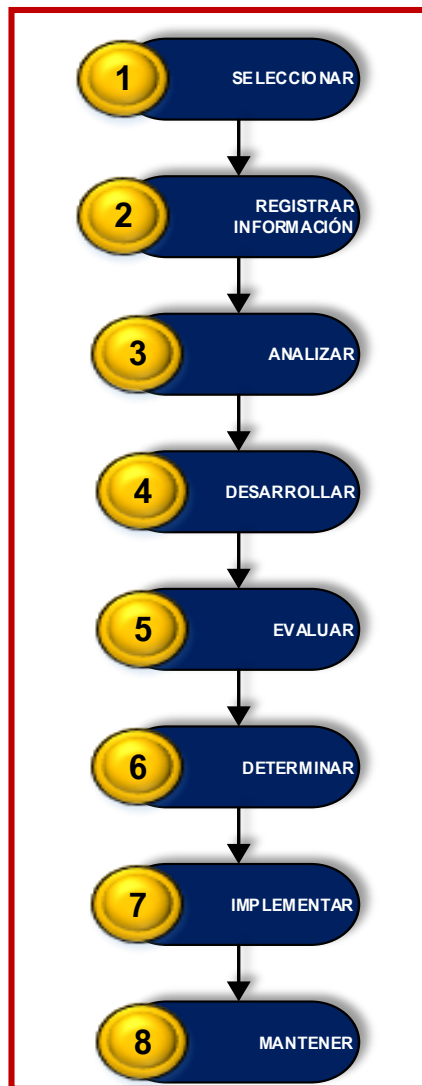 1
SELECCIONAR
2
REGISTRAR
INFORMACIÓN
3
ANALIZAR
4
DESARROLLAR
5
EVALUAR
6
DETERMINAR
7
IMPLEMENTAR
8
MANTENER